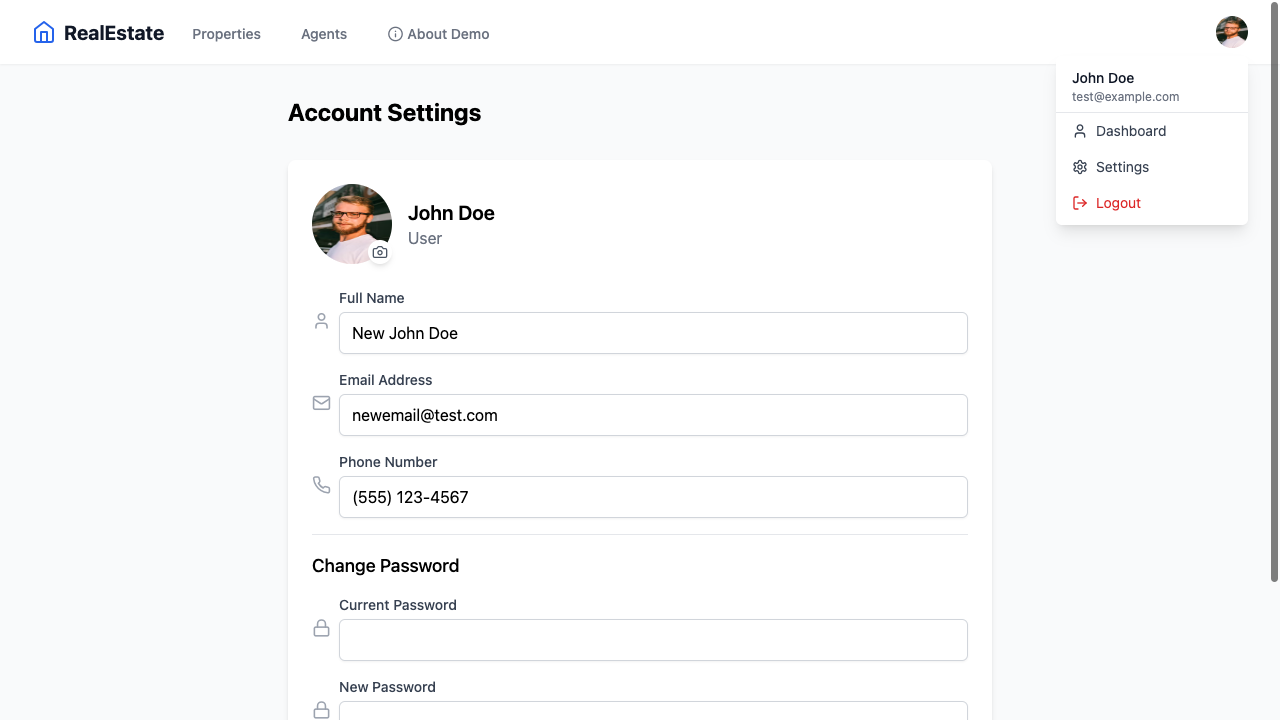 RealEstate
Properties
Agents
About Demo
John Doe
test@example.com
Dashboard
Settings
Logout
Account Settings
John Doe
User
Full Name
New John Doe
Email Address
newemail@test.com
Phone Number
(555) 123-4567
Change Password
Current Password
New Password